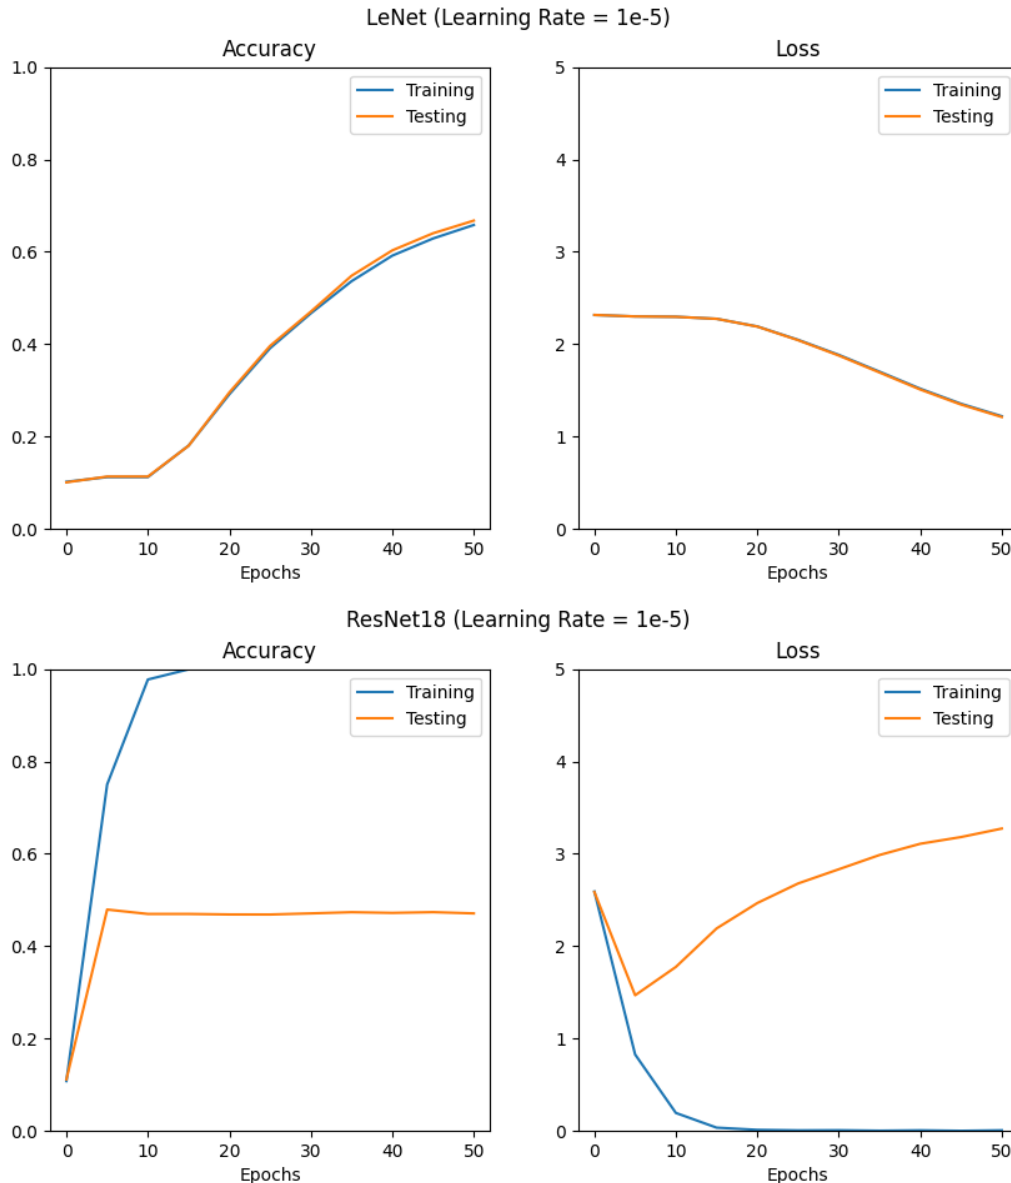 LeNet (Learning Rate = 1e-5)
Accuracy
Loss
1.0
0.8
0.6
0.4
0.2
0.0
Training
Testing
0 10 20 30 40 50
Epochs
5
4
3
2
1
0
Training
Testing
0 10 20 30 40 50
Epochs
ResNet18 (Learning Rate = 1e-5)
Accuracy
Loss
1.0
0.8
0.6
0.4
0.2
0.0
Training
Testing
0 10 20 30 40 50
Epochs
5
4
3
2
1
0
Training
Testing
0 10 20 30 40 50
Epochs